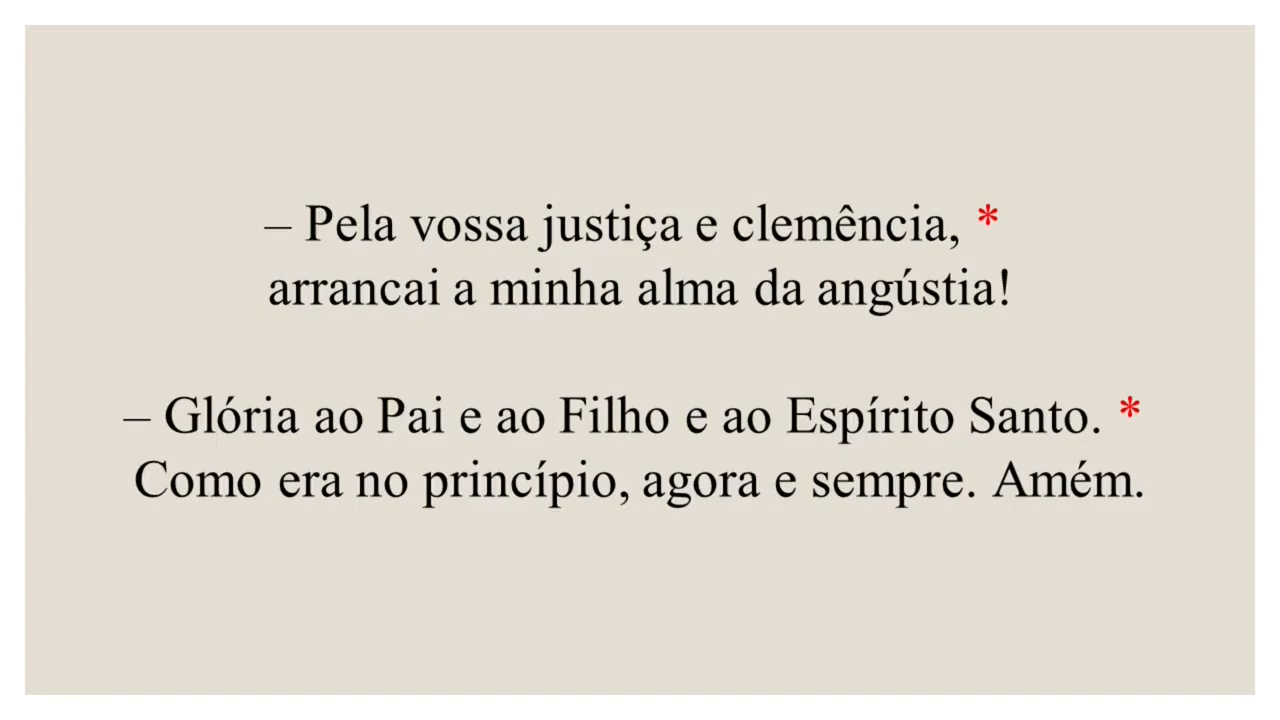 – Pela vossa justiça e clemência, *
arrancai a minha alma da angústia!
– Glória ao Pai e ao Filho e ao Espírito Santo. *
Como era no princípio, agora e sempre. Amém.